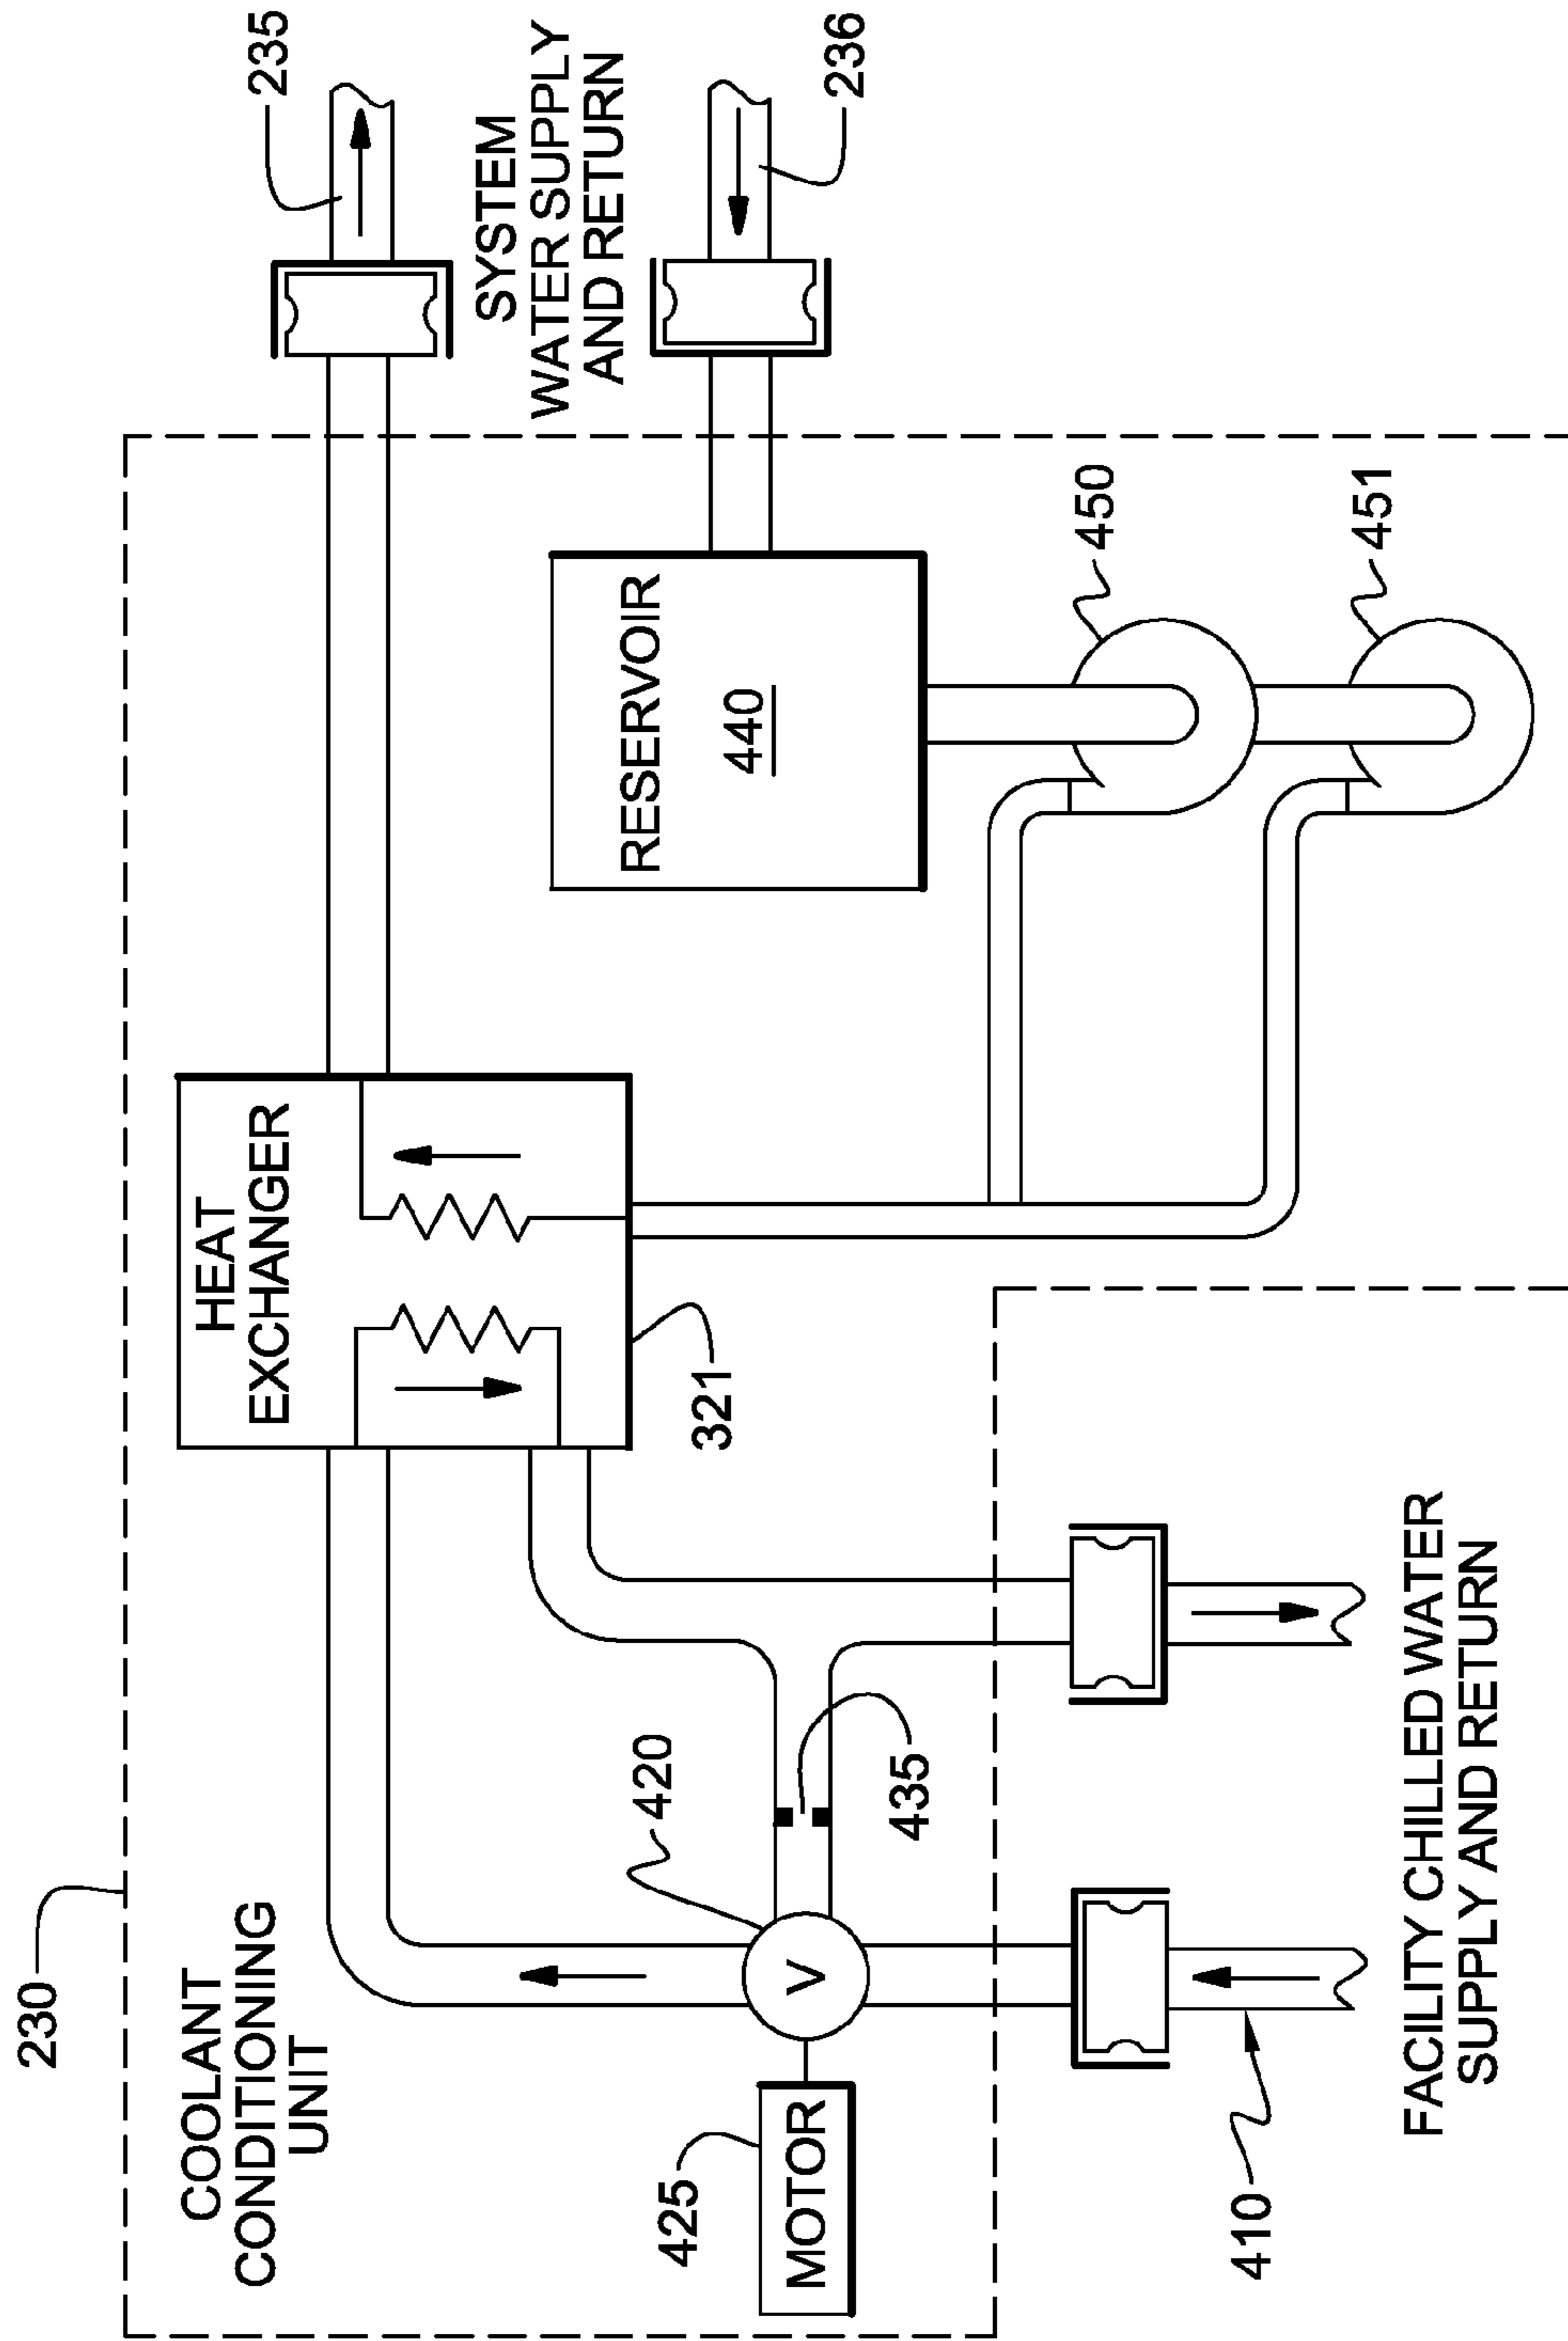 230
COOLANT
CONDITIONING
UNIT
HEAT
EXCHANGER
235
SYSTEM
WATER SUPPLY
AND RETURN
236
425
MOTOR
420
V
435
321
RESERVOIR
440
450
451
410
FACILITY CHILLED WATER
SUPPLY AND RETURN